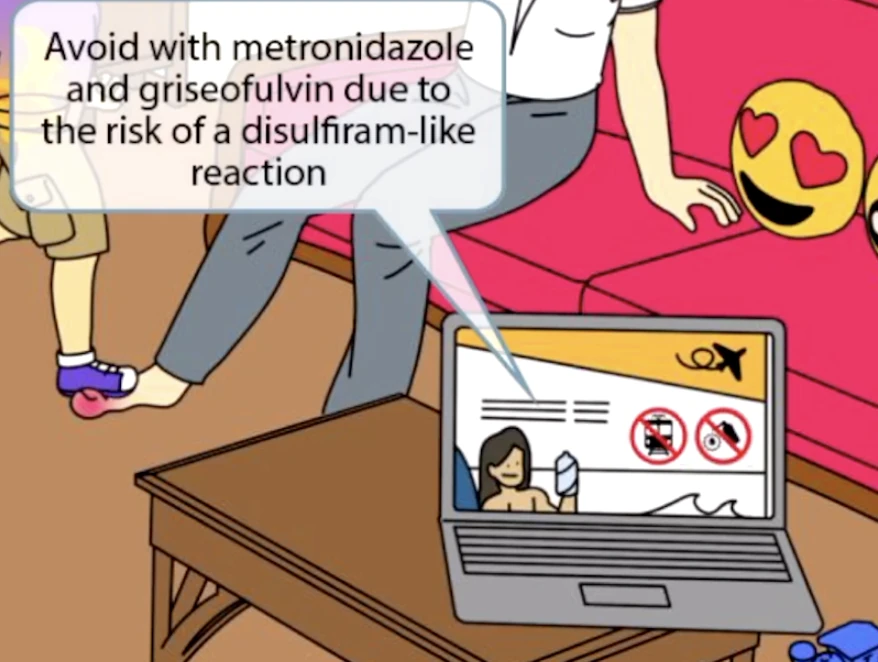 Avoid with metronidazole
and griseofulvin due to
the risk of a disulfiram-like
reaction